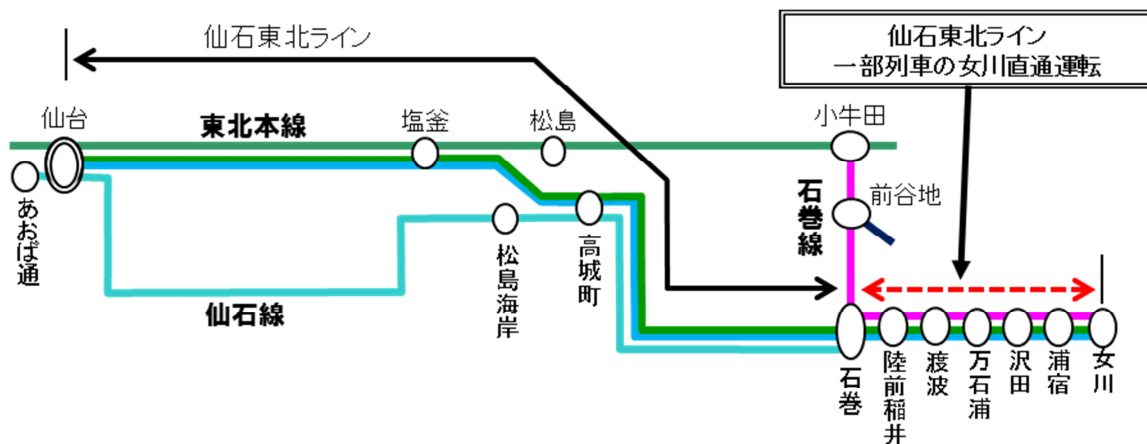 仙石東北ライン
仙石東北ライン
一部列車の女川直通運転
仙台
東北本線
塩釜
松島
小牛田
あおば通
石巻線
前谷地
松島海岸
高城町
仙石線
石巻
陸前稲井
渡波
万石浦
沢田
浦宿
女川